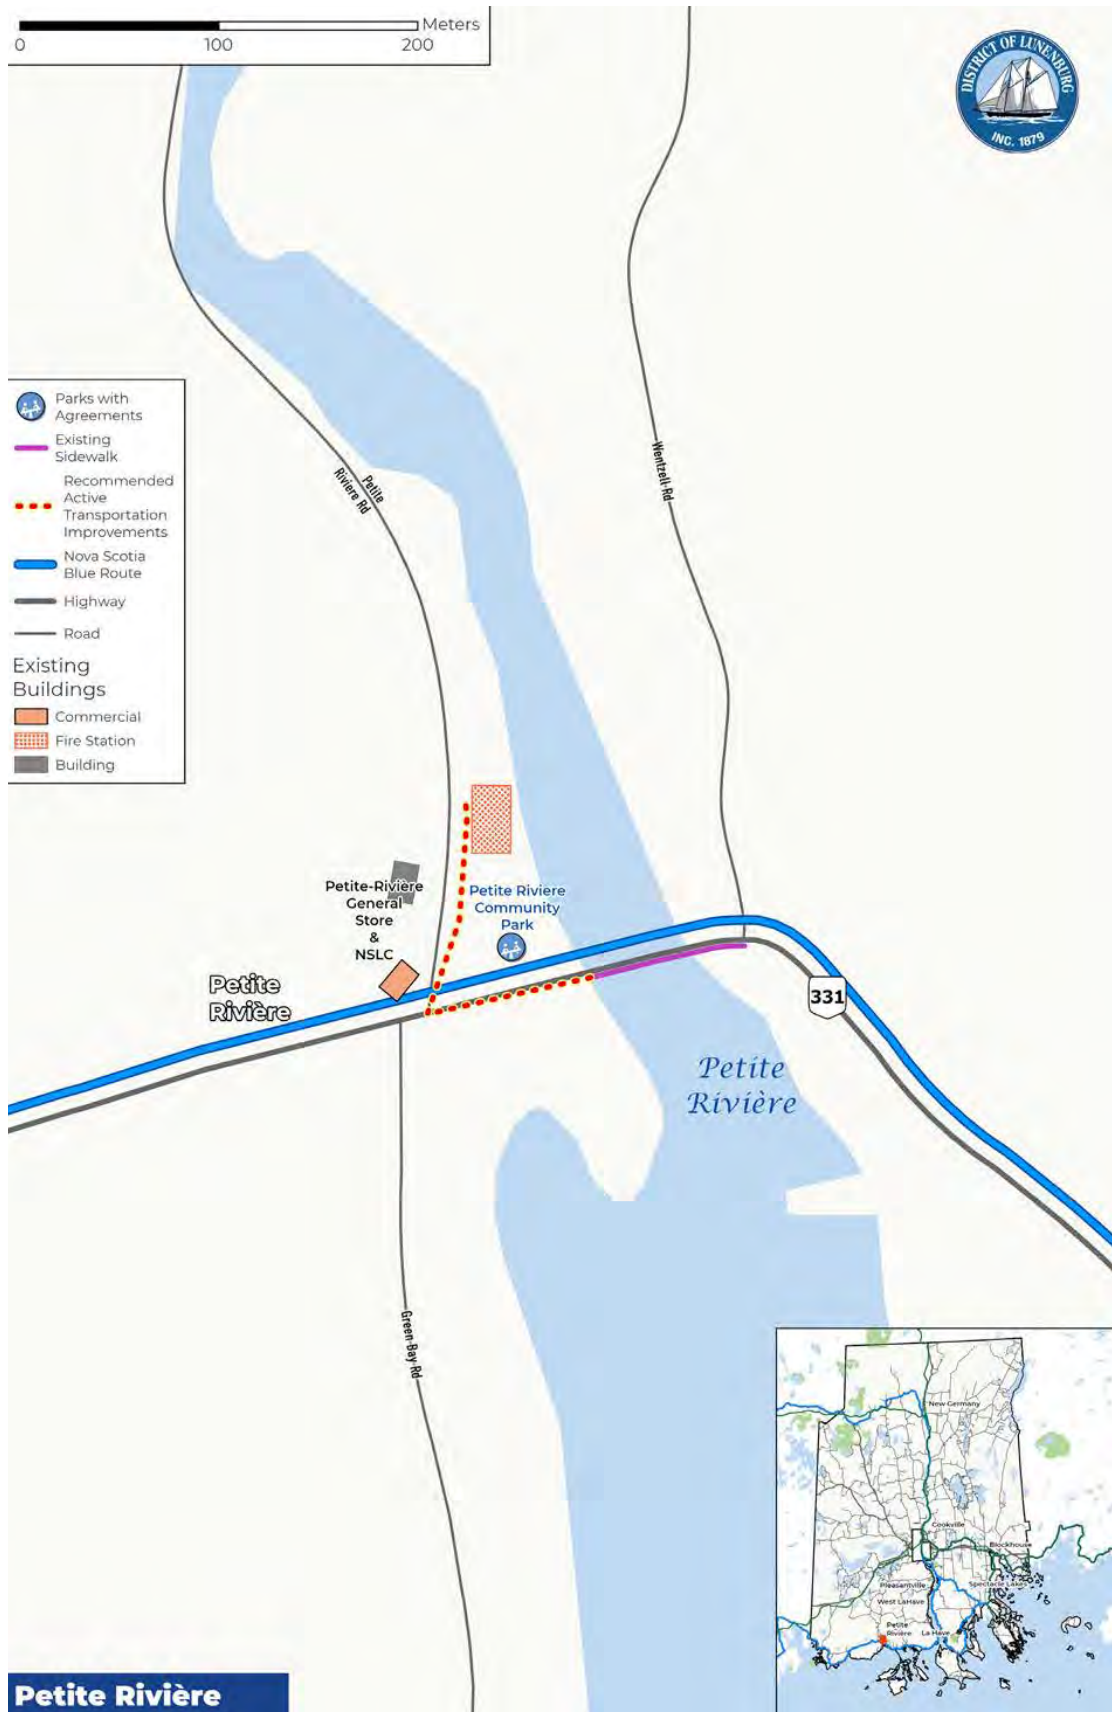 Meters
0 100 200
DISTRICT OF LUNENBURG
INC. 1879
Parks with
Agreements
Existing
Sidewalk
Recommended
Active
Transportation
Improvements
Nova Scotia
Blue Route
Highway
Road
Existing
Buildings
Commercial
Fire Station
Building
Petite
Riviere Rd
Wentzell Rd
Petite-Rivière
General
Store
&
NSLC
Petite Riviere
Community
Park
Petite
Rivière
331
Petite
Rivière
Green Bay Rd
New Germany
Cookville
Blockhouse
Pleasantville
Spectacle Lakes
West LaHave
Petite
Rivière
La Have
Petite Rivière